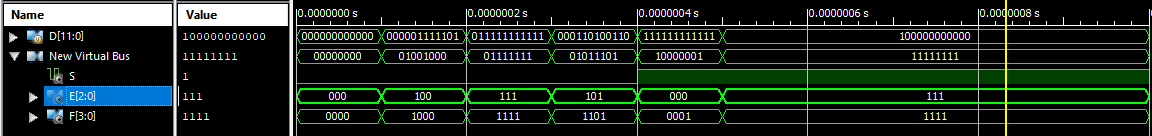 Name Value 0.0000000 s 0.0000002 s 0.0000004 s 0.0000006 s 0.0000008 s
D[11:0] 100000000000 000000000000 000001111101 011111111111 000110100110 111111111111 100000000000
New Virtual Bus 11111111 00000000 01001000 01111111 01011101 10000001 11111111
S 1
E[2:0] 111 000 100 111 101 000 111
F[3:0] 1111 0000 1000 1111 1101 0001 1111